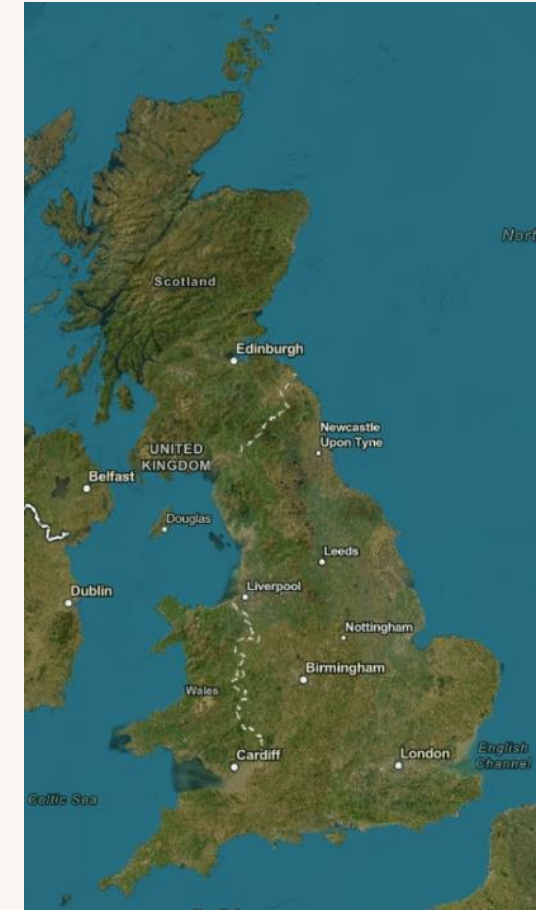 Nort
Scotland
Edinburgh
Newcastle
Upon Tyne
UNITED
KINGDOM
Belfast
Douglas
Leeds
Dublin
Liverpool
Nottingham
Birmingham
Wales
Cardiff
London
English
Channel
Celtic Sea